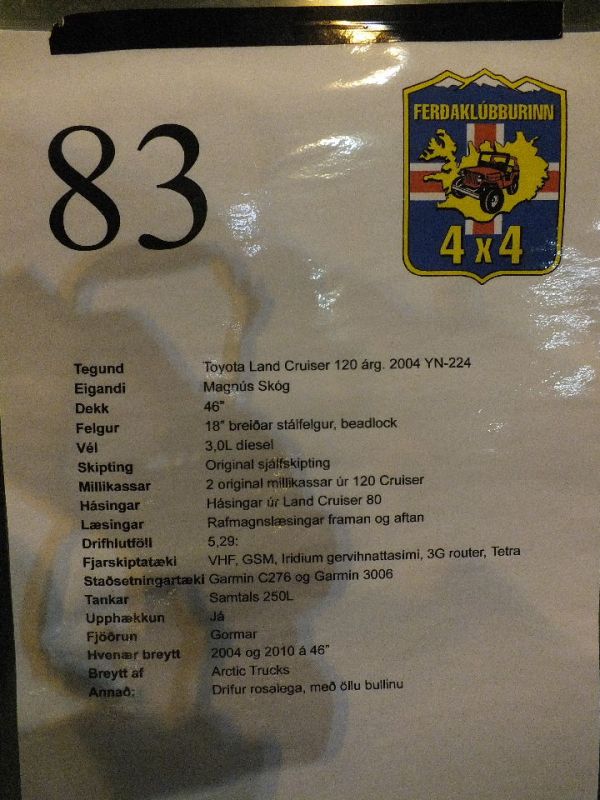 83
FERÐAKLÚBBURINN
4x4
Tegund Toyota Land Cruiser 120 árg. 2004 YN-224
Eigandi Magnús Skóg
Dekk 46"
Felgur 18" breiðar stálfelgur, beadlock
Vél 3,0L diesel
Skipting Original sjálfskipting
Millikassar 2 original millikassar úr 120 Cruiser
Hásingar Hásingar úr Land Cruiser 80
Læsingar Rafmagnslæsingar framan og aftan
Drifhlutföll 5,29:
Fjarskiptatæki VHF, GSM, Iridium gervihnattasimi, 3G router, Tetra
Staðsetningartæki Garmin C276 og Garmin 3006
Tankar Samtals 250L
Upphækkun Já
Fjöðrun Gormar
Hvenær breytt 2004 og 2010 á 46"
Breytt af Arctic Trucks
Annað: Drifur rosalega, með öllu bullinu